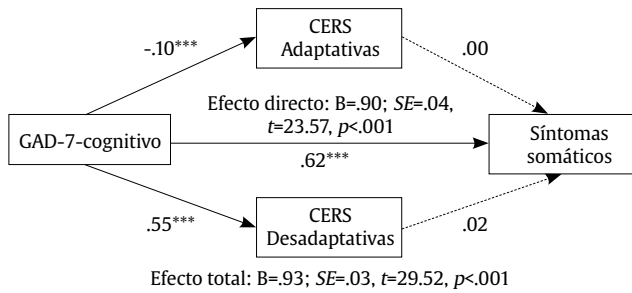 CERS
Adaptativas
-.10***
.00
Efecto directo: B=.90; SE=.04,
t=23.57, p<.001
GAD-7-cognitivo
Síntomas
somáticos
.62***
.55***
CERS
Desadaptativas
.02
Efecto total: B=.93; SE=.03, t=29.52, p<.001